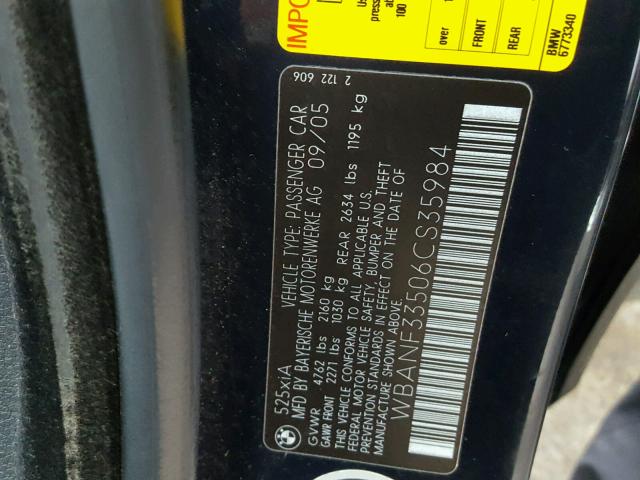 525xiA VEHICLE TYPE: PASSENGER CAR
MFD BY BAYERISCHE MOTORENWERKE AG 09/05
GVWR 4762 lbs 2160 kg
GAWR FRONT 2271 lbs 1030 kg REAR 2634 lbs 1195 kg
THIS VEHICLE CONFORMS TO ALL APPLICABLE U.S.
FEDERAL MOTOR VEHICLE SAFETY, BUMPER AND THEFT
PREVENTION STANDARDS IN EFFECT ON THE DATE OF
MANUFACTURE SHOWN ABOVE.
WBANF33506CS35984
2 122 606
100
over
FRONT
REAR
BMW
6773340